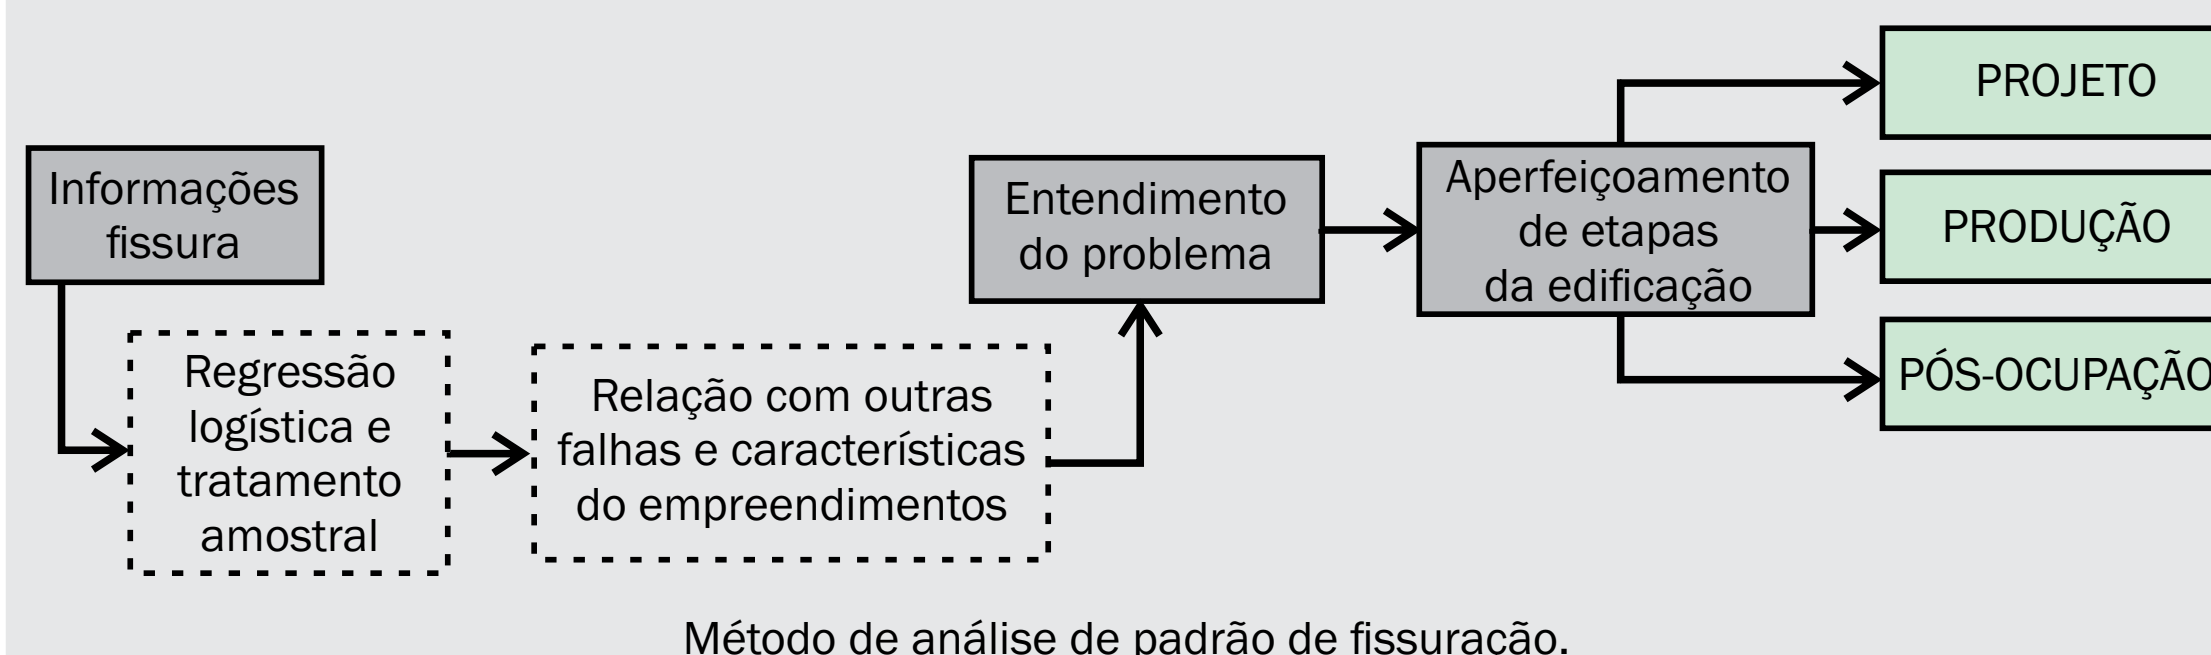 Informações
fissura
Regressão
logística e
tratamento
amostral
Relação com outras
falhas e características
do empreendimentos
Entendimento
do problema
Aperfeiçoamento
de etapas
da edificação
PROJETO
PRODUÇÃO
PÓS-OCUPAÇÃO
Método de análise de padrão de fissuração.